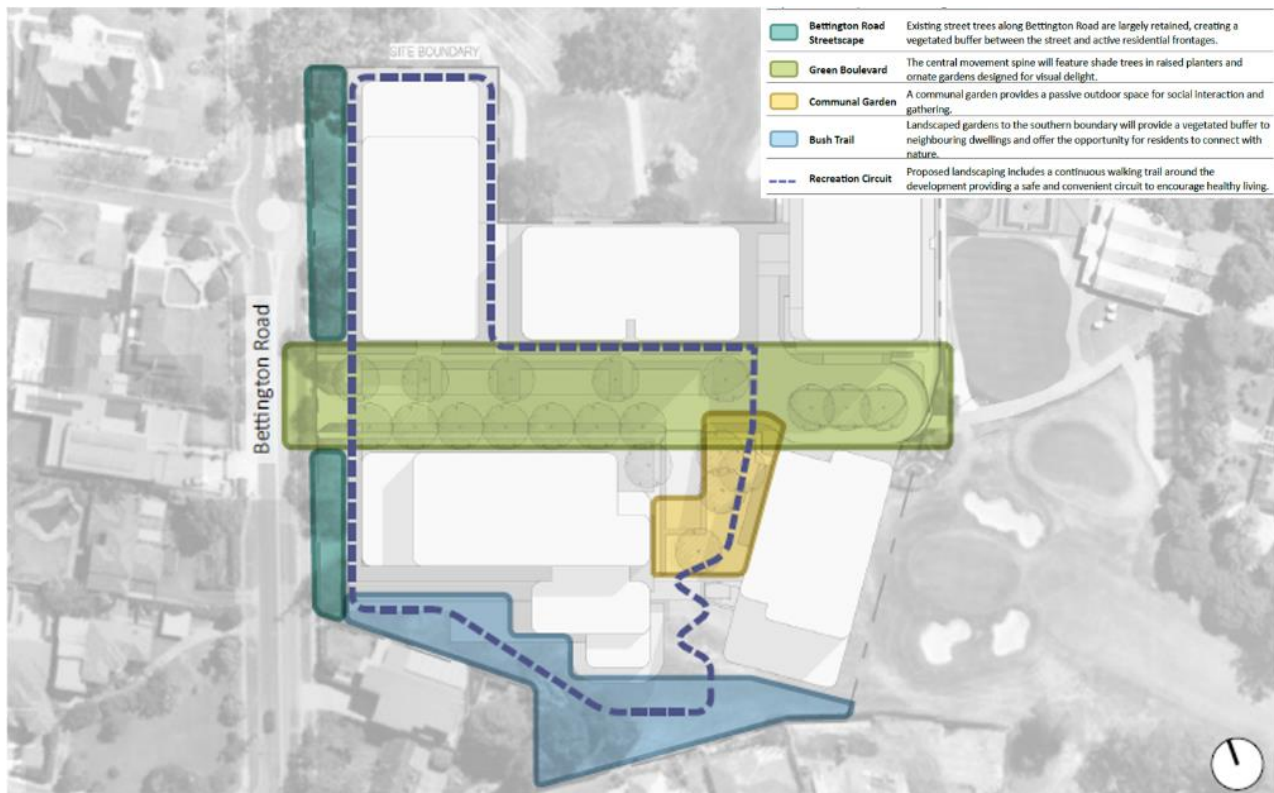 SITE BOUNDARY
Bettington Road
Bettington Road
Streetscape
Existing street trees along Bettington Road are largely retained, creating a
vegetated buffer between the street and active residential frontages.
Green Boulevard
The central movement spine will feature shade trees in raised planters and
ornate gardens designed for visual delight.
Communal Garden
A communal garden provides a passive outdoor space for social interaction and
gathering.
Bush Trail
Landscaped gardens to the southern boundary will provide a vegetated buffer to
neighbouring dwellings and offer the opportunity for residents to connect with
nature.
Recreation Circuit
Proposed landscaping includes a continuous walking trail around the
development providing a safe and convenient circuit to encourage healthy living.